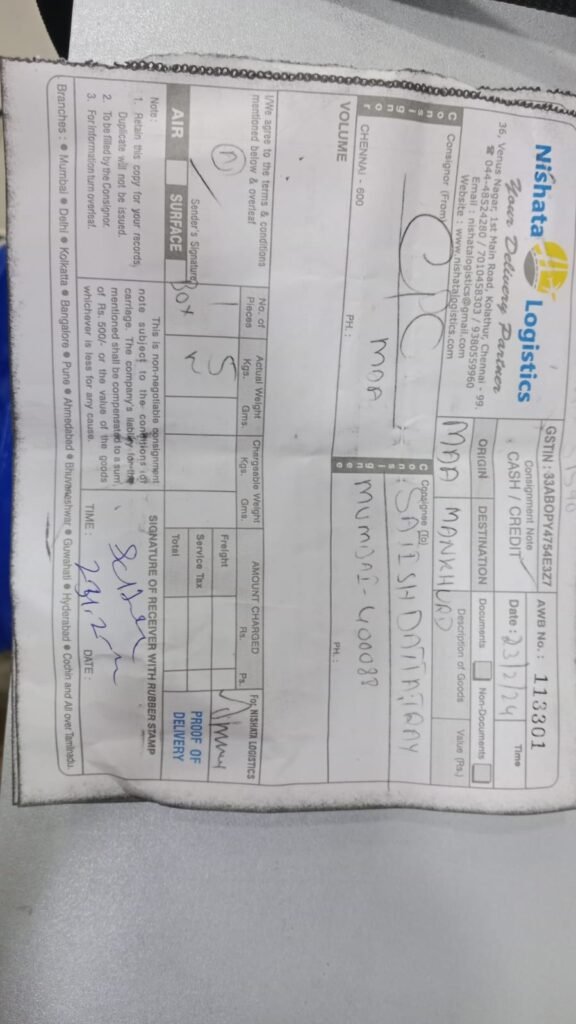 Nishata Logistics
Your Delivery Partner
36, Venus Nagar, 1st Main Road, Kolathur, Chennai - 99.
☎ 044-48524280 / 7010458303 / 9380559960
Email : nishatalogistics@gmail.com
Website : www.nishatalogistics.com
GSTIN : 33ABOPY4754E3Z7
Consignment Note
CASH / CREDIT
AWB No. : 113301
Date : 23/2/24
Time
ORIGIN
DESTINATION
Documents
Non-Documents
MAA
MANKHURD
Description of Goods
Value (Rs.)
Consignor
Consignor (From)
CPC
MAA
CHENNAI - 600
PH. :
Consignee
Consignee (To)
SATISH DATTATRAY
MUMBAI - 400088
PH. :
VOLUME
I/We agree to the terms & conditions
mentioned below & overleaf
Sender's Signature
No. of
Pieces
Actual Weight
Kgs. Gms.
Chargeable Weight
Kgs. Gms.
AMOUNT CHARGED
Rs. Ps.
For, NISHATA LOGISTICS
1
Box
5
Freight
Service Tax
Total
PROOF OF
DELIVERY
AIR
SURFACE
Note :
1. Retain this copy for your records,
Duplicate will not be issued.
2. To be filled by the Consignor.
3. For information turn overleaf.
This is non-negotiable consignment
note subject to the conditions of
carriage. The company's liability for the
mentioned shall be compensated to a sum
of Rs. 500/- or the value of the goods
whichever is less for any cause.
SIGNATURE OF RECEIVER WITH RUBBER STAMP
TIME :
DATE :
Branches : ● Mumbai ● Delhi ● Kolkatta ● Bangalore ● Pune ● Ahmedabad ● Bhuvaneshwar ● Guwahati ● Hyderabad ● Cochin and All over Tamilnadu.